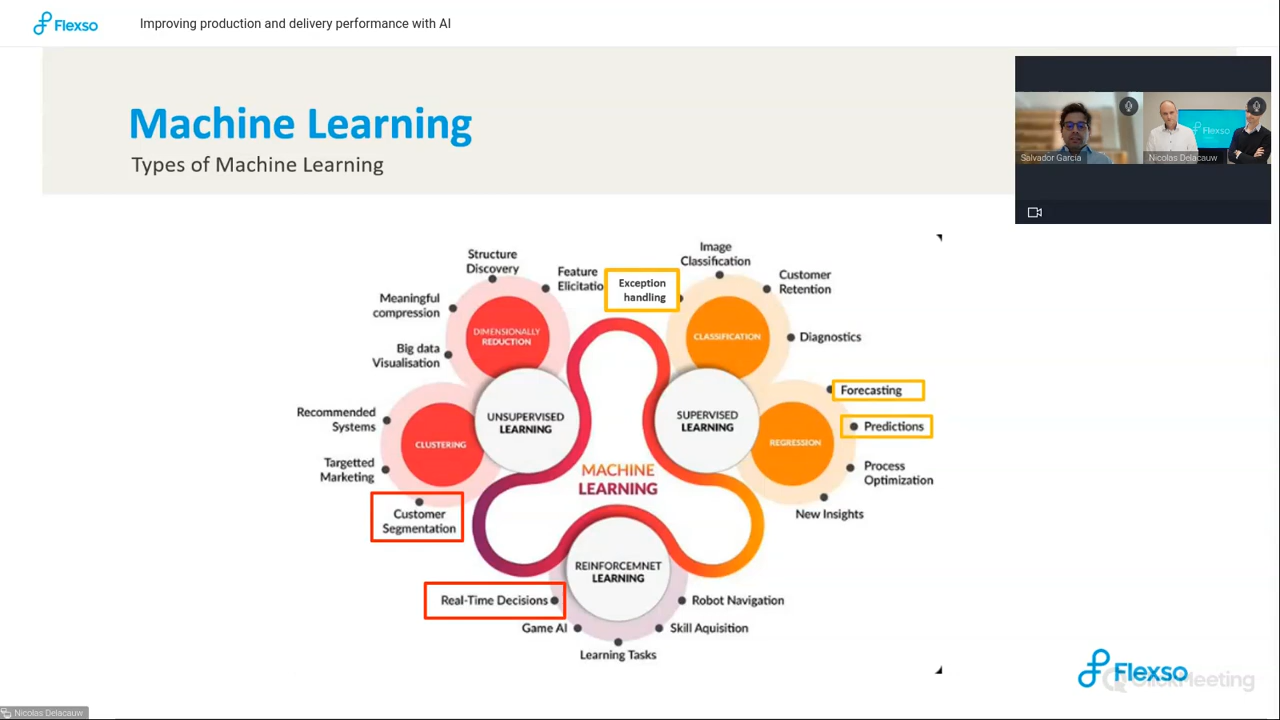 Flexso
Improving production and delivery performance with AI
Machine Learning
Types of Machine Learning
Salvador Garcia
Flexso
Nicolas Delacauw
Structure
Discovery
Feature
Elicitatio
Exception
handling
Image
Classification
Customer
Retention
Meaningful
compression
DIMENSIONALLY
REDUCTION
CLASSIFICATION
Diagnostics
Big data
Visualisation
Forecasting
Recommended
Systems
UNSUPERVISED
LEARNING
SUPERVISED
LEARNING
Predictions
CLUSTERING
REGRESSION
Targetted
Marketing
MACHINE
LEARNING
Process
Optimization
Customer
Segmentation
New Insights
REINFORCEMNET
LEARNING
Real-Time Decisions
Robot Navigation
Game AI
Skill Aquisition
Learning Tasks
Flexso
ClickMeeting
Nicolas Delacauw